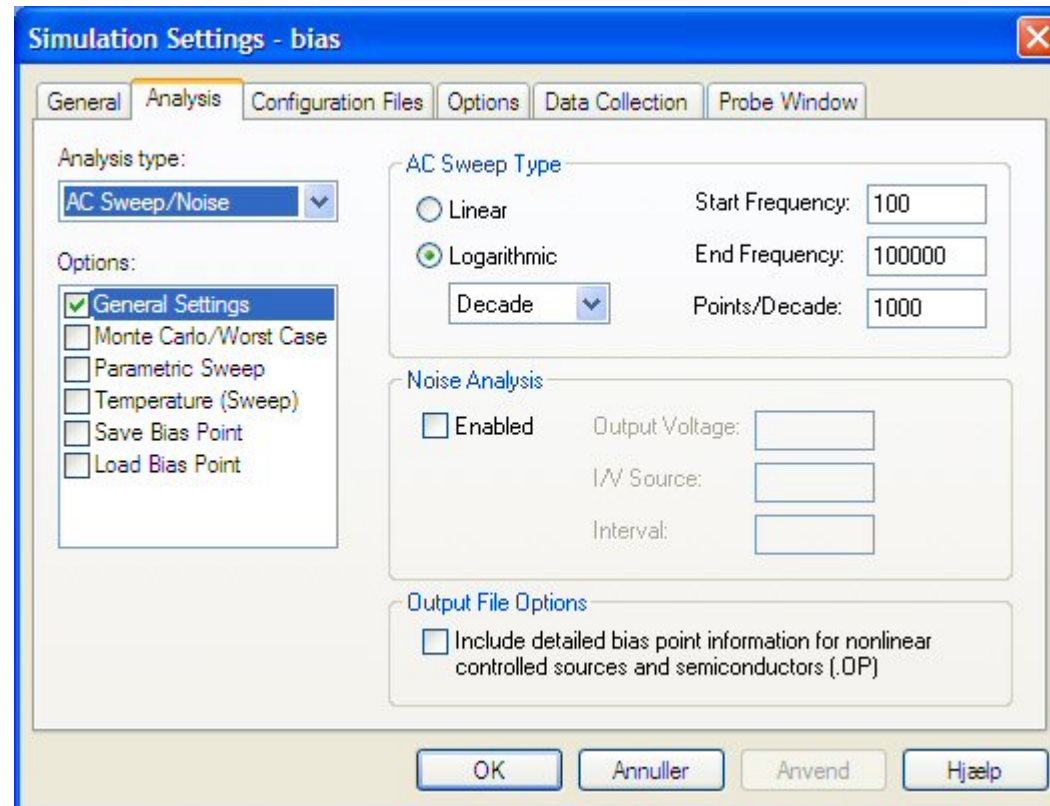 Simulation Settings - bias
General Analysis Configuration Files Options Data Collection Probe Window
Analysis type:
AC Sweep/Noise
Options:
General Settings
Monte Carlo/Worst Case
Parametric Sweep
Temperature (Sweep)
Save Bias Point
Load Bias Point
AC Sweep Type
Linear
Logarithmic
Decade
Start Frequency: 100
End Frequency: 100000
Points/Decade: 1000
Noise Analysis
Enabled
Output Voltage:
I/V Source:
Interval:
Output File Options
Include detailed bias point information for nonlinear
controlled sources and semiconductors (.OP)
OK Annuller Anvend Hjælp